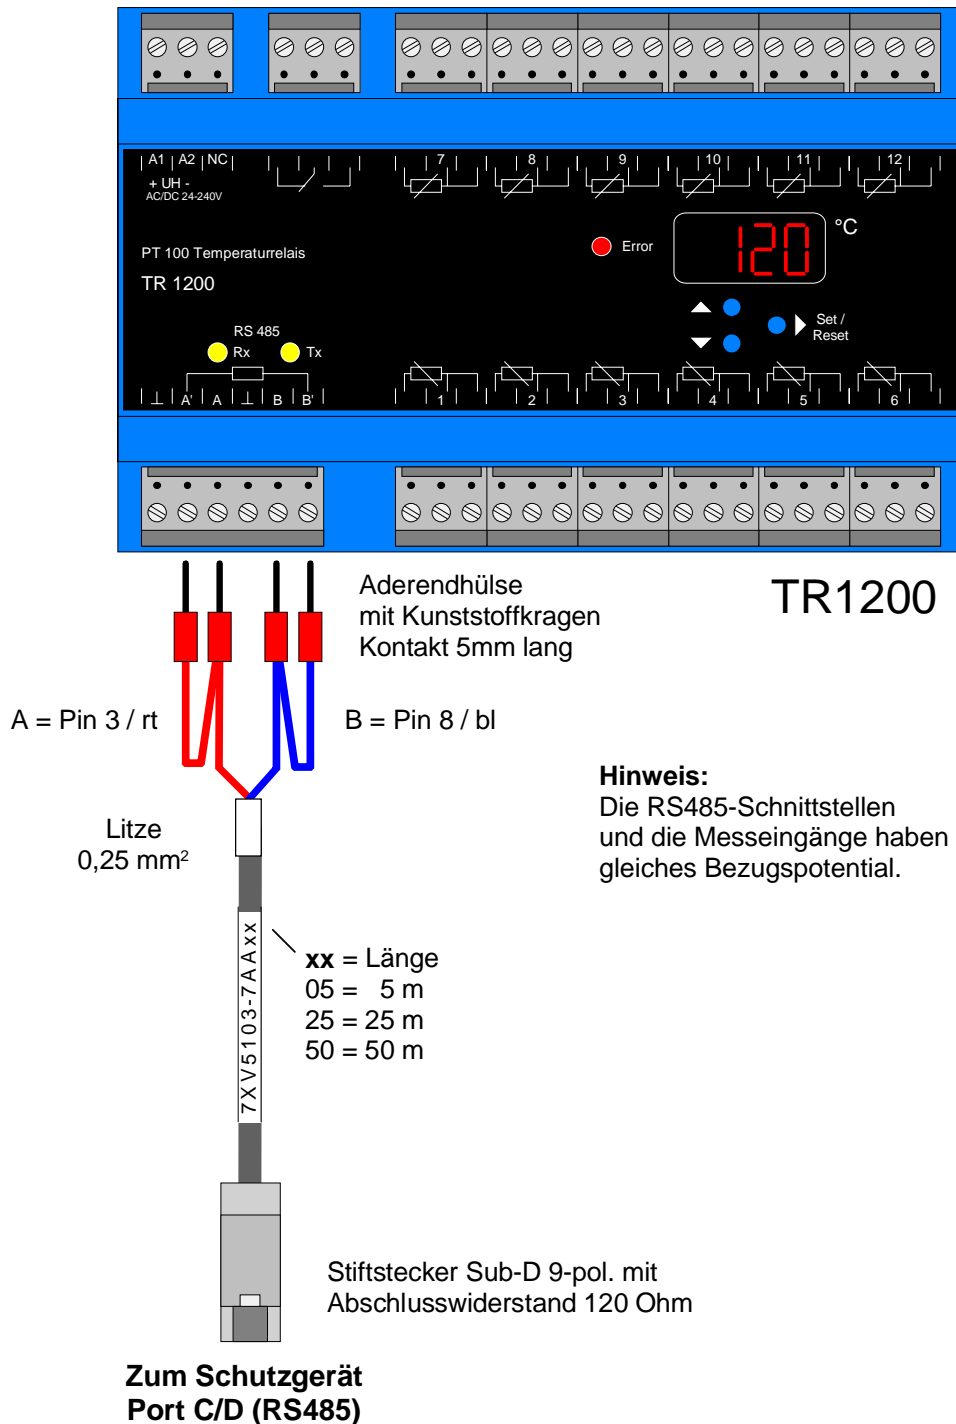 A1 A2 NC
7 8 9 10 11 12
+ UH -
AC/DC 24-240V
°C
120
Error
PT 100 Temperaturrelais
TR 1200
Set /
Reset
RS 485
Rx Tx
⊥ A' A ⊥ B B'
1 2 3 4 5 6
Aderendhülse
mit Kunststoffkragen
Kontakt 5mm lang
TR1200
A = Pin 3 / rt
B = Pin 8 / bl
Hinweis:
Die RS485-Schnittstellen
und die Messeingänge haben
gleiches Bezugspotential.
Litze
0,25 mm²
7XV5103-7AAxx
xx = Länge
05 = 5 m
25 = 25 m
50 = 50 m
Stiftstecker Sub-D 9-pol. mit
Abschlusswiderstand 120 Ohm
Zum Schutzgerät
Port C/D (RS485)